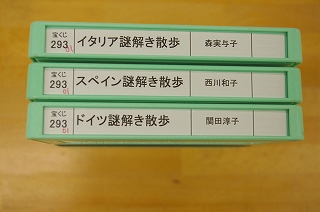 宝くじ
293
イタリア謎解き散歩
森実与子
宝くじ
293
スペイン謎解き散歩
西川和子
宝くじ
293
ドイツ謎解き散歩
関田淳子